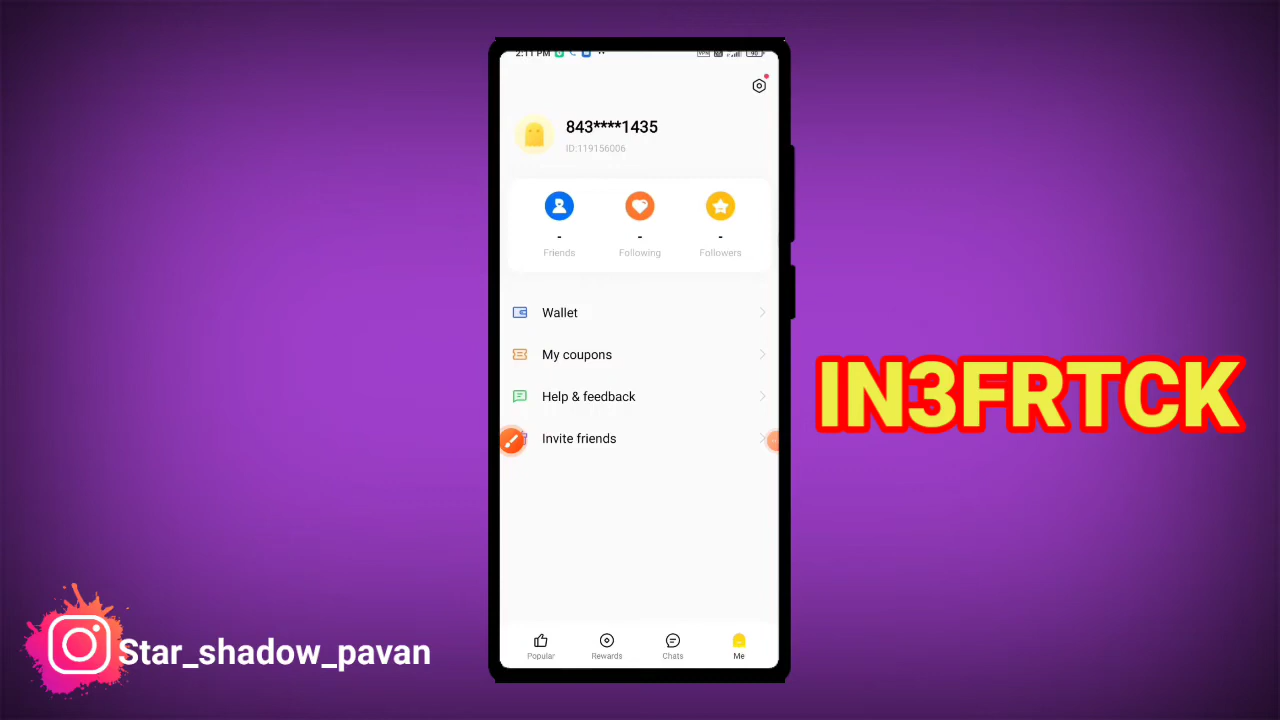 2:11 PM
843****1435
ID:119156006
- - -
Friends Following Followers
Wallet
My coupons
Help & feedback
Invite friends
IN3FRTCK
Popular Rewards Chats Me
Star_shadow_pavan